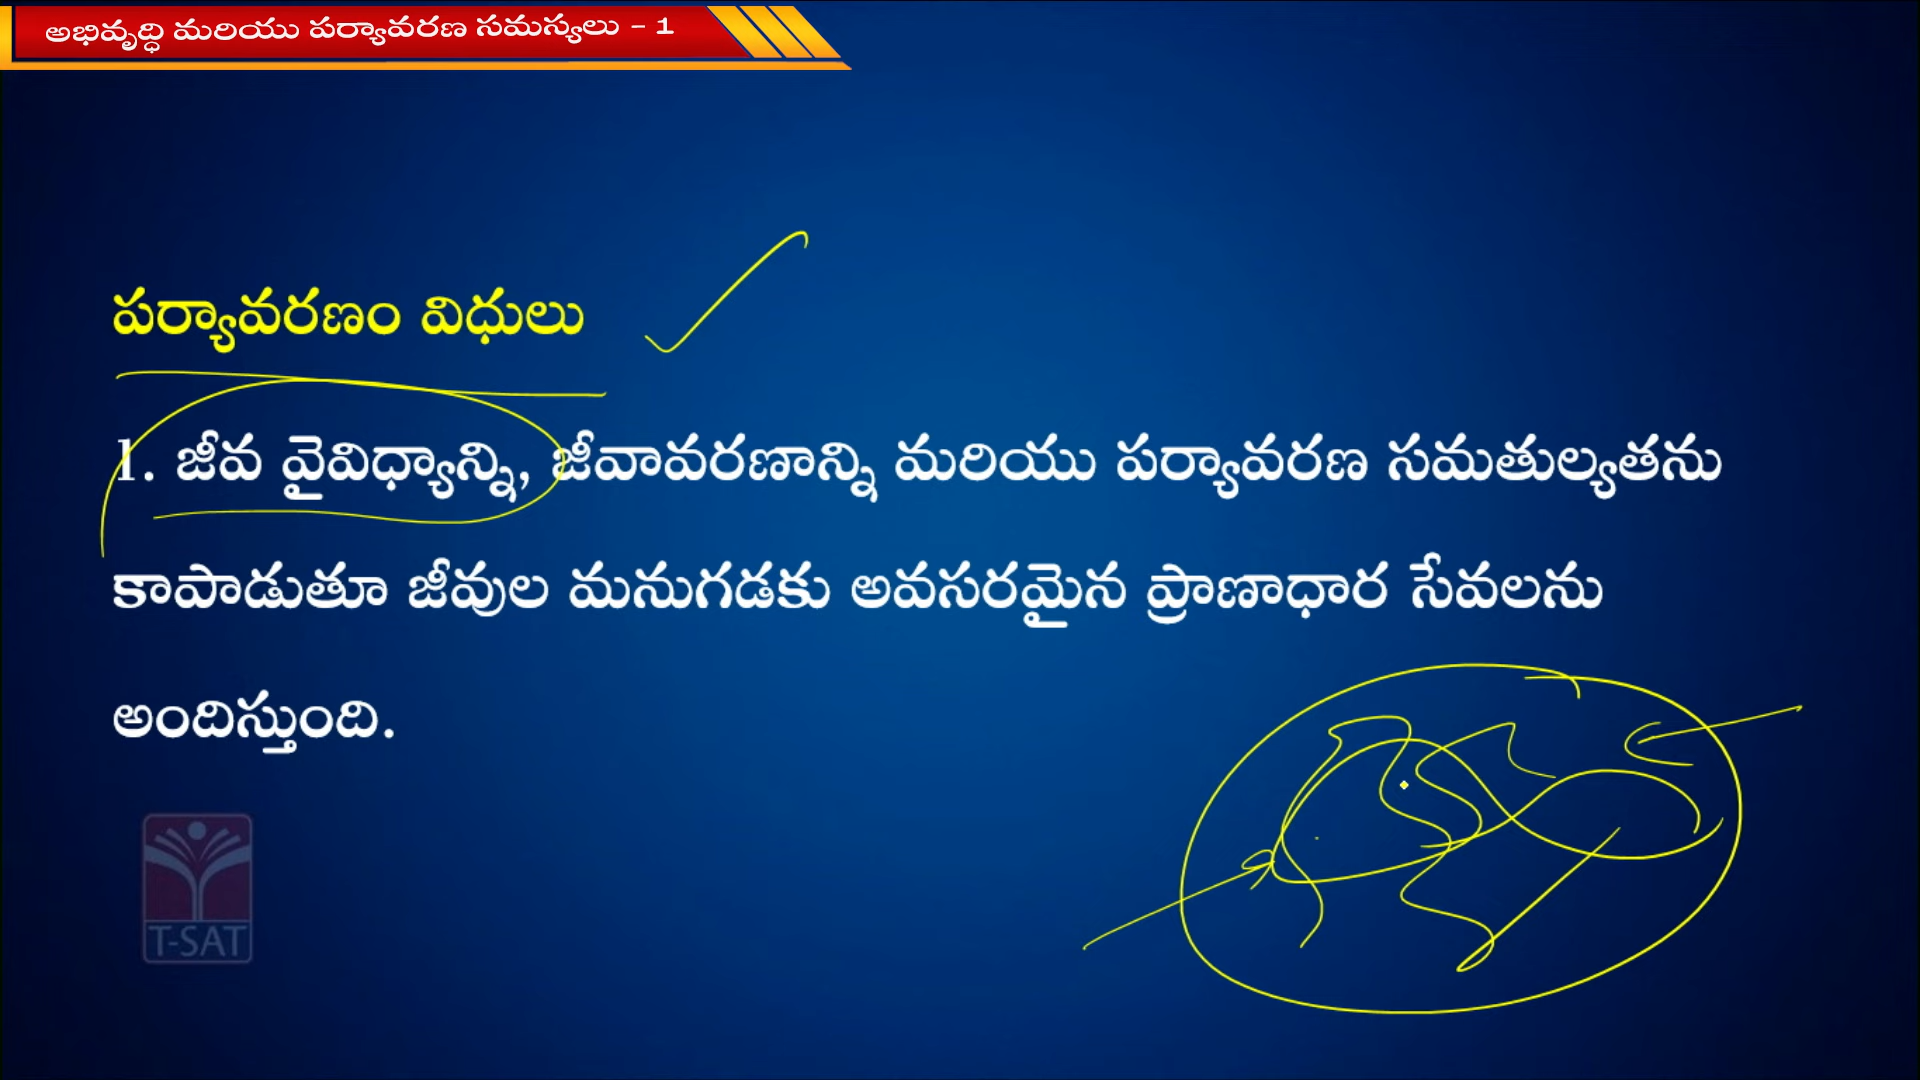 అభివృద్ధి మరియు పర్యావరణ సమస్యలు - 1
పర్యావరణం విధులు
1. జీవ వైవిధ్యాన్ని, జీవావరణాన్ని మరియు పర్యావరణ సమతుల్యతను
కాపాడుతూ జీవుల మనుగడకు అవసరమైన ప్రాణాధార సేవలను
అందిస్తుంది.
T-SAT